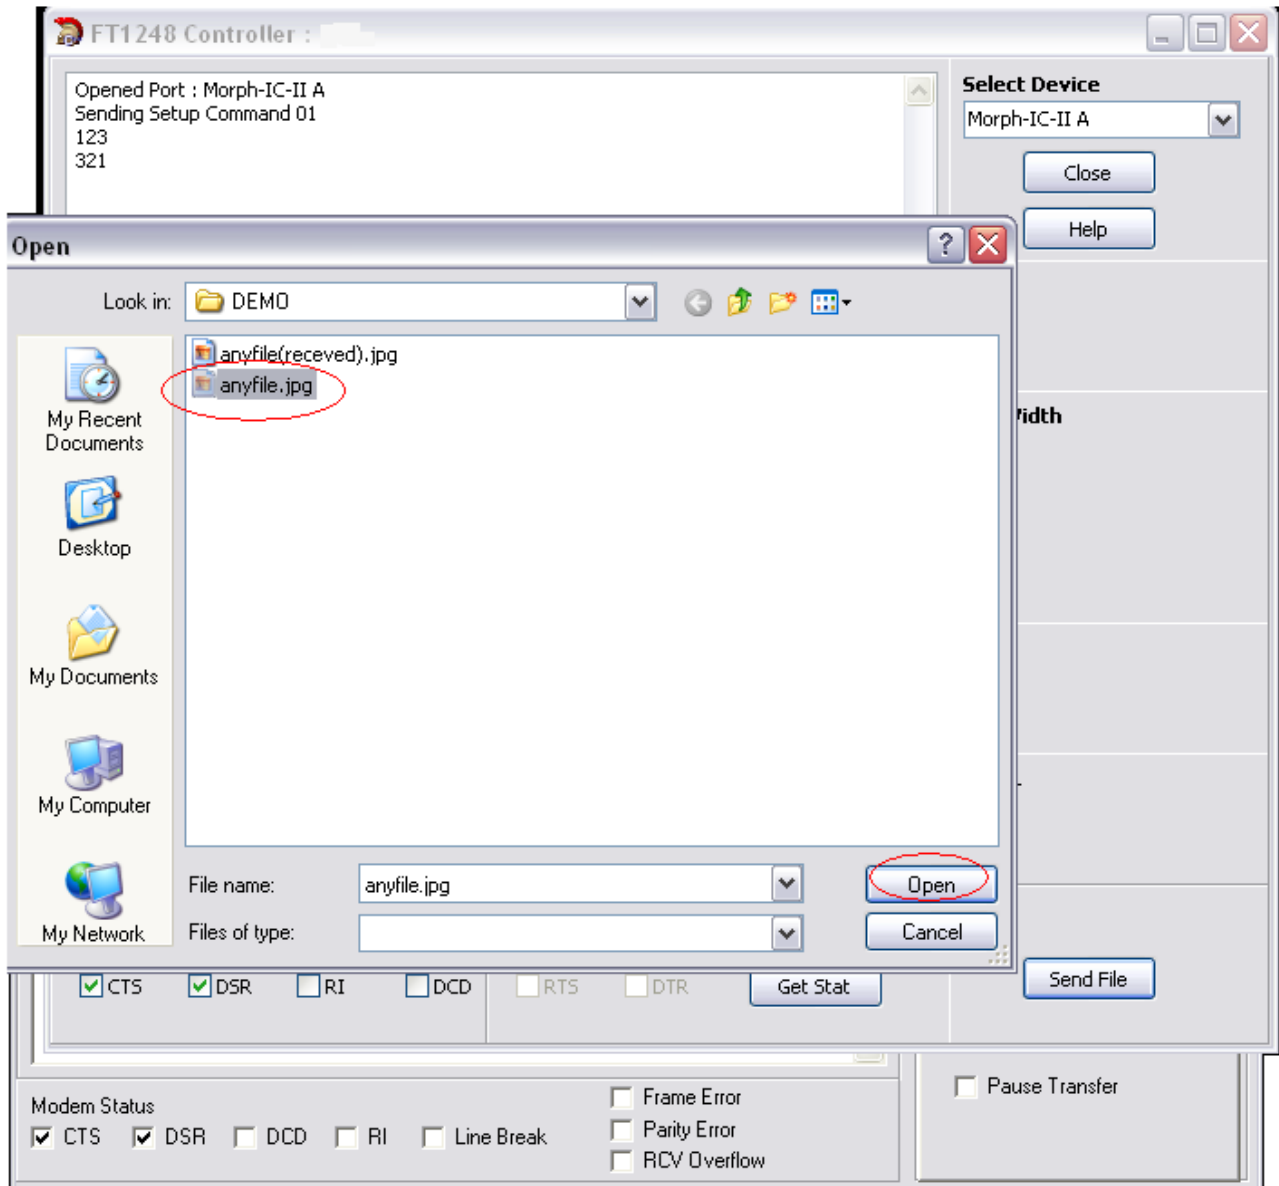 FT1248 Controller :
Opened Port : Morph-IC-II A
Sending Setup Command 01
123
321
Select Device
Morph-IC-II A
Close
Help
Open
Look in:
DEMO
anyfile(receved).jpg
anyfile.jpg
My Recent
Documents
Desktop
My Documents
My Computer
My Network
File name:
anyfile.jpg
Open
Files of type:
Cancel
CTS
DSR
RI
DCD
RTS
DTR
Get Stat
Send File
Modem Status
CTS
DSR
DCD
RI
Line Break
Frame Error
Parity Error
RCV Overflow
Pause Transfer